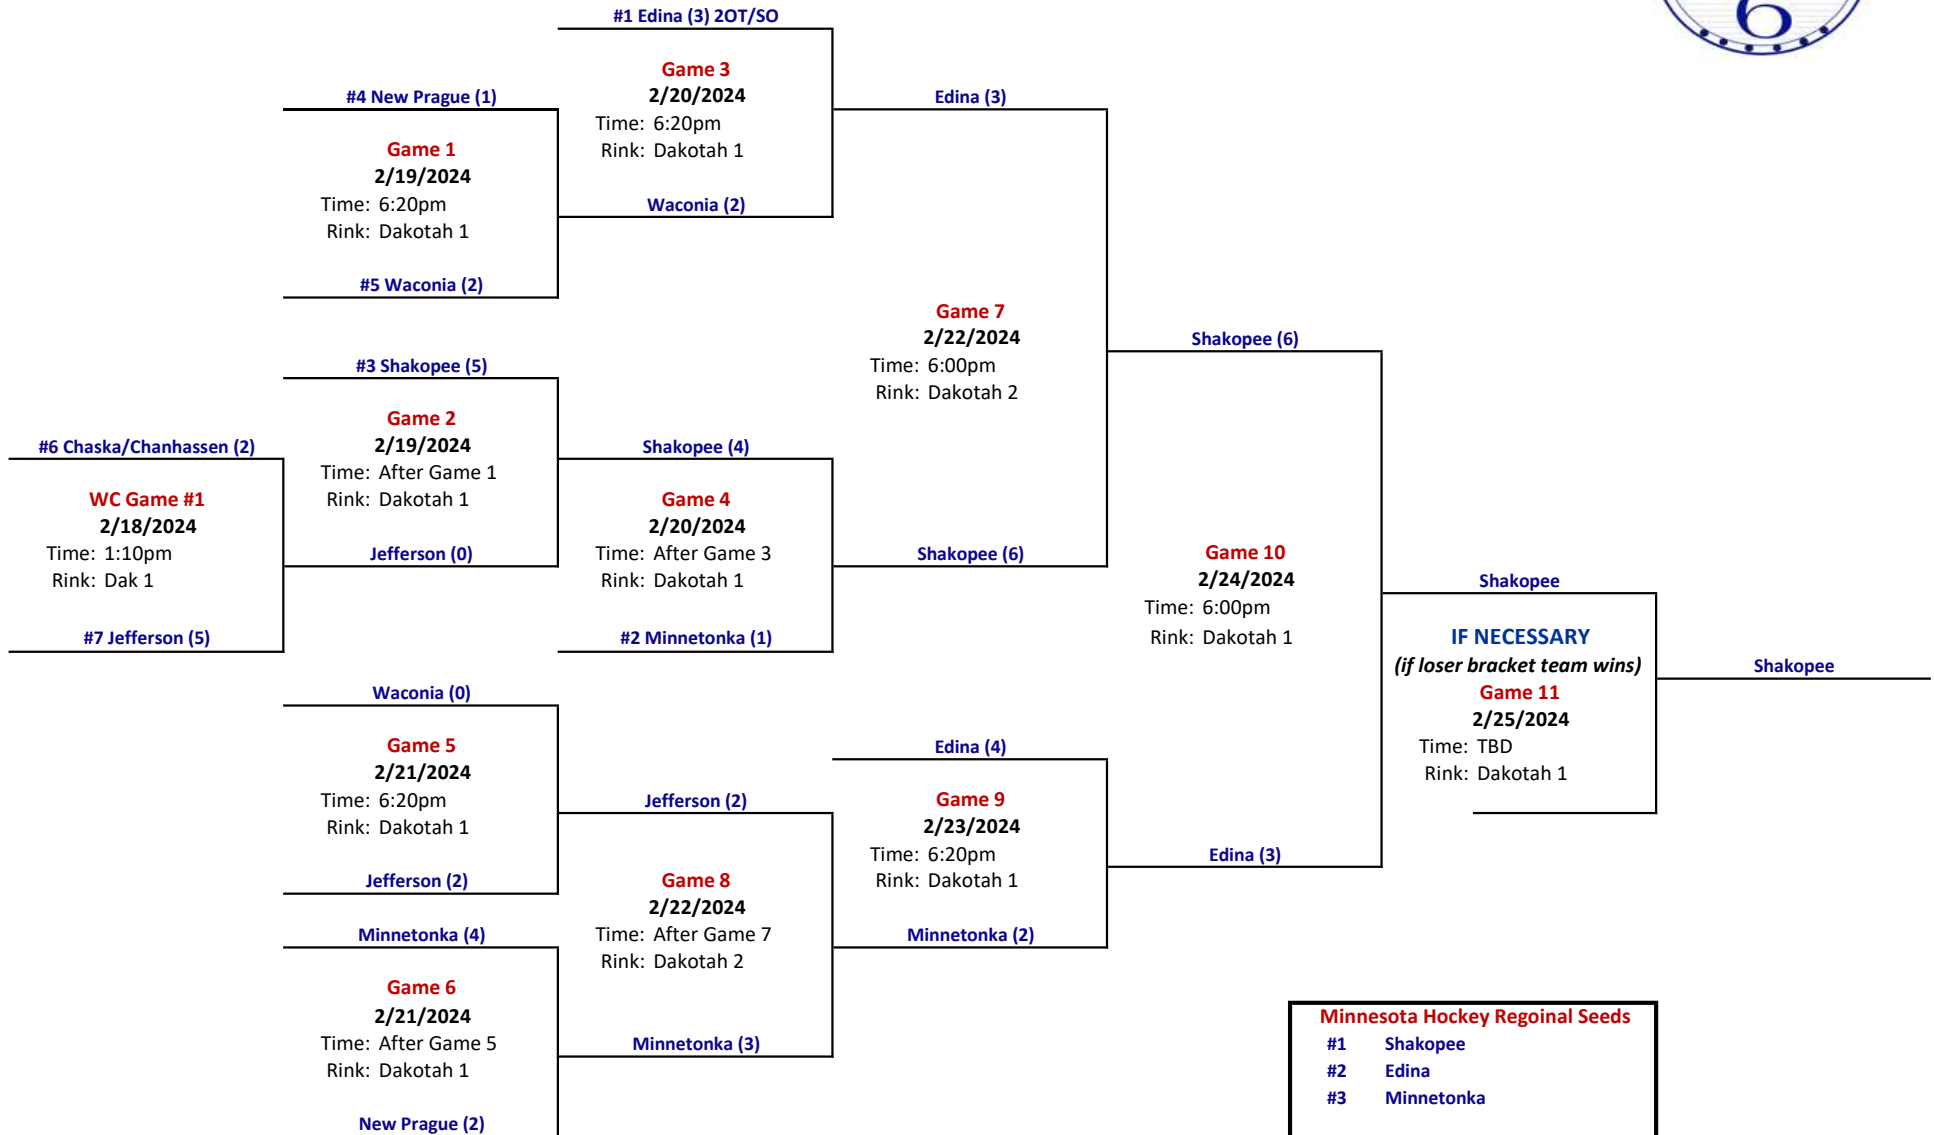 #1 Edina (3) 2OT/SO
6
Game 3
#4 New Prague (1)
2/20/2024
Edina (3)
Time: 6:20pm
Rink: Dakotah 1
Game 1
2/19/2024
Time: 6:20pm
Waconia (2)
Rink: Dakotah 1
#5 Waconia (2)
Game 7
2/22/2024
Shakopee (6)
#3 Shakopee (5)
Time: 6:00pm
Rink: Dakotah 2
Game 2
#6 Chaska/Chanhassen (2)
2/19/2024
Shakopee (4)
Time: After Game 1
WC Game #1
Rink: Dakotah 1
Game 4
2/18/2024
2/20/2024
Time: 1:10pm
Jefferson (0)
Time: After Game 3
Shakopee (6)
Game 10
Rink: Dak 1
Rink: Dakotah 1
2/24/2024
Shakopee
Time: 6:00pm
#7 Jefferson (5)
#2 Minnetonka (1)
Rink: Dakotah 1
IF NECESSARY
(if loser bracket team wins)
Shakopee
Waconia (0)
Game 11
2/25/2024
Game 5
Edina (4)
Time: TBD
2/21/2024
Rink: Dakotah 1
Time: 6:20pm
Jefferson (2)
Game 9
Rink: Dakotah 1
2/23/2024
Time: 6:20pm
Edina (3)
Jefferson (2)
Game 8
Rink: Dakotah 1
2/22/2024
Minnetonka (4)
Time: After Game 7
Minnetonka (2)
Rink: Dakotah 2
Game 6
2/21/2024
Minnesota Hockey Regoinal Seeds
Time: After Game 5
Minnetonka (3)
#1 Shakopee
Rink: Dakotah 1
#2 Edina
#3 Minnetonka
New Prague (2)